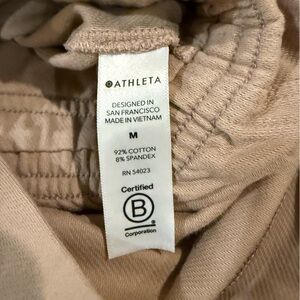 ATHLETA
DESIGNED IN
SAN FRANCISCO
MADE IN VIETNAM
M
92% COTTON
8% SPANDEX
RN 54023
Certified
B
®
Corporation